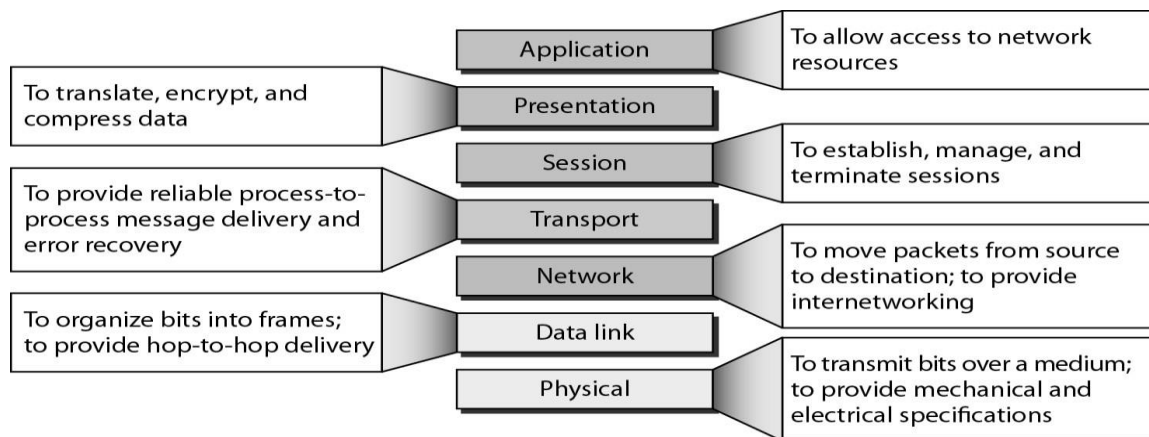 Application
To allow access to network
resources
To translate, encrypt, and
compress data
Presentation
Session
To establish, manage, and
terminate sessions
To provide reliable process-to-
process message delivery and
error recovery
Transport
Network
To move packets from source
to destination; to provide
internetworking
To organize bits into frames;
to provide hop-to-hop delivery
Data link
Physical
To transmit bits over a medium;
to provide mechanical and
electrical specifications